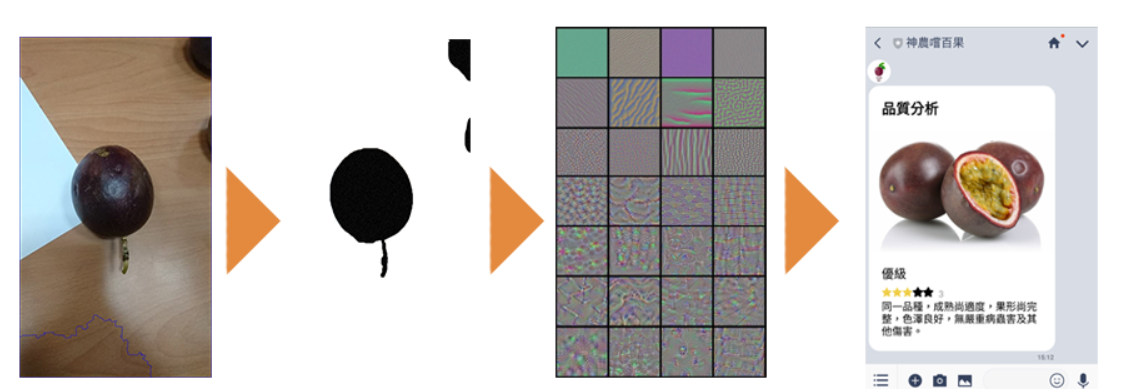 神農嚐百果
品質分析
優級
3
同一品種，成熟尚適度，果形尚完
整，色澤良好，無嚴重病蟲害及其
他傷害。
15:12